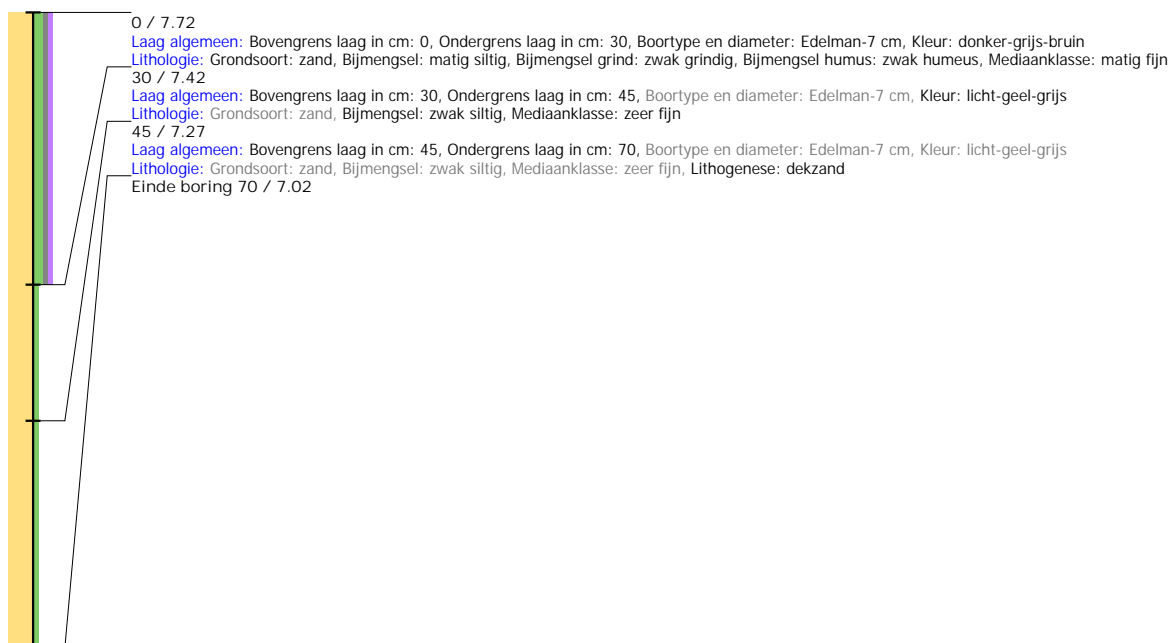 0 / 7.72
Laag algemeen: Bovengrens laag in cm: 0, Ondergrens laag in cm: 30, Boortype en diameter: Edelman-7 cm, Kleur: donker-grijs-bruin
Lithologie: Grondsoort: zand, Bijmengsel: matig siltig, Bijmengsel grind: zwak grindig, Bijmengsel humus: zwak humeus, Mediaanklasse: matig fijn
30 / 7.42
Laag algemeen: Bovengrens laag in cm: 30, Ondergrens laag in cm: 45, Boortype en diameter: Edelman-7 cm, Kleur: licht-geel-grijs
Lithologie: Grondsoort: zand, Bijmengsel: zwak siltig, Mediaanklasse: zeer fijn
45 / 7.27
Laag algemeen: Bovengrens laag in cm: 45, Ondergrens laag in cm: 70, Boortype en diameter: Edelman-7 cm, Kleur: licht-geel-grijs
Lithologie: Grondsoort: zand, Bijmengsel: zwak siltig, Mediaanklasse: zeer fijn, Lithogenese: dekzand
Einde boring 70 / 7.02